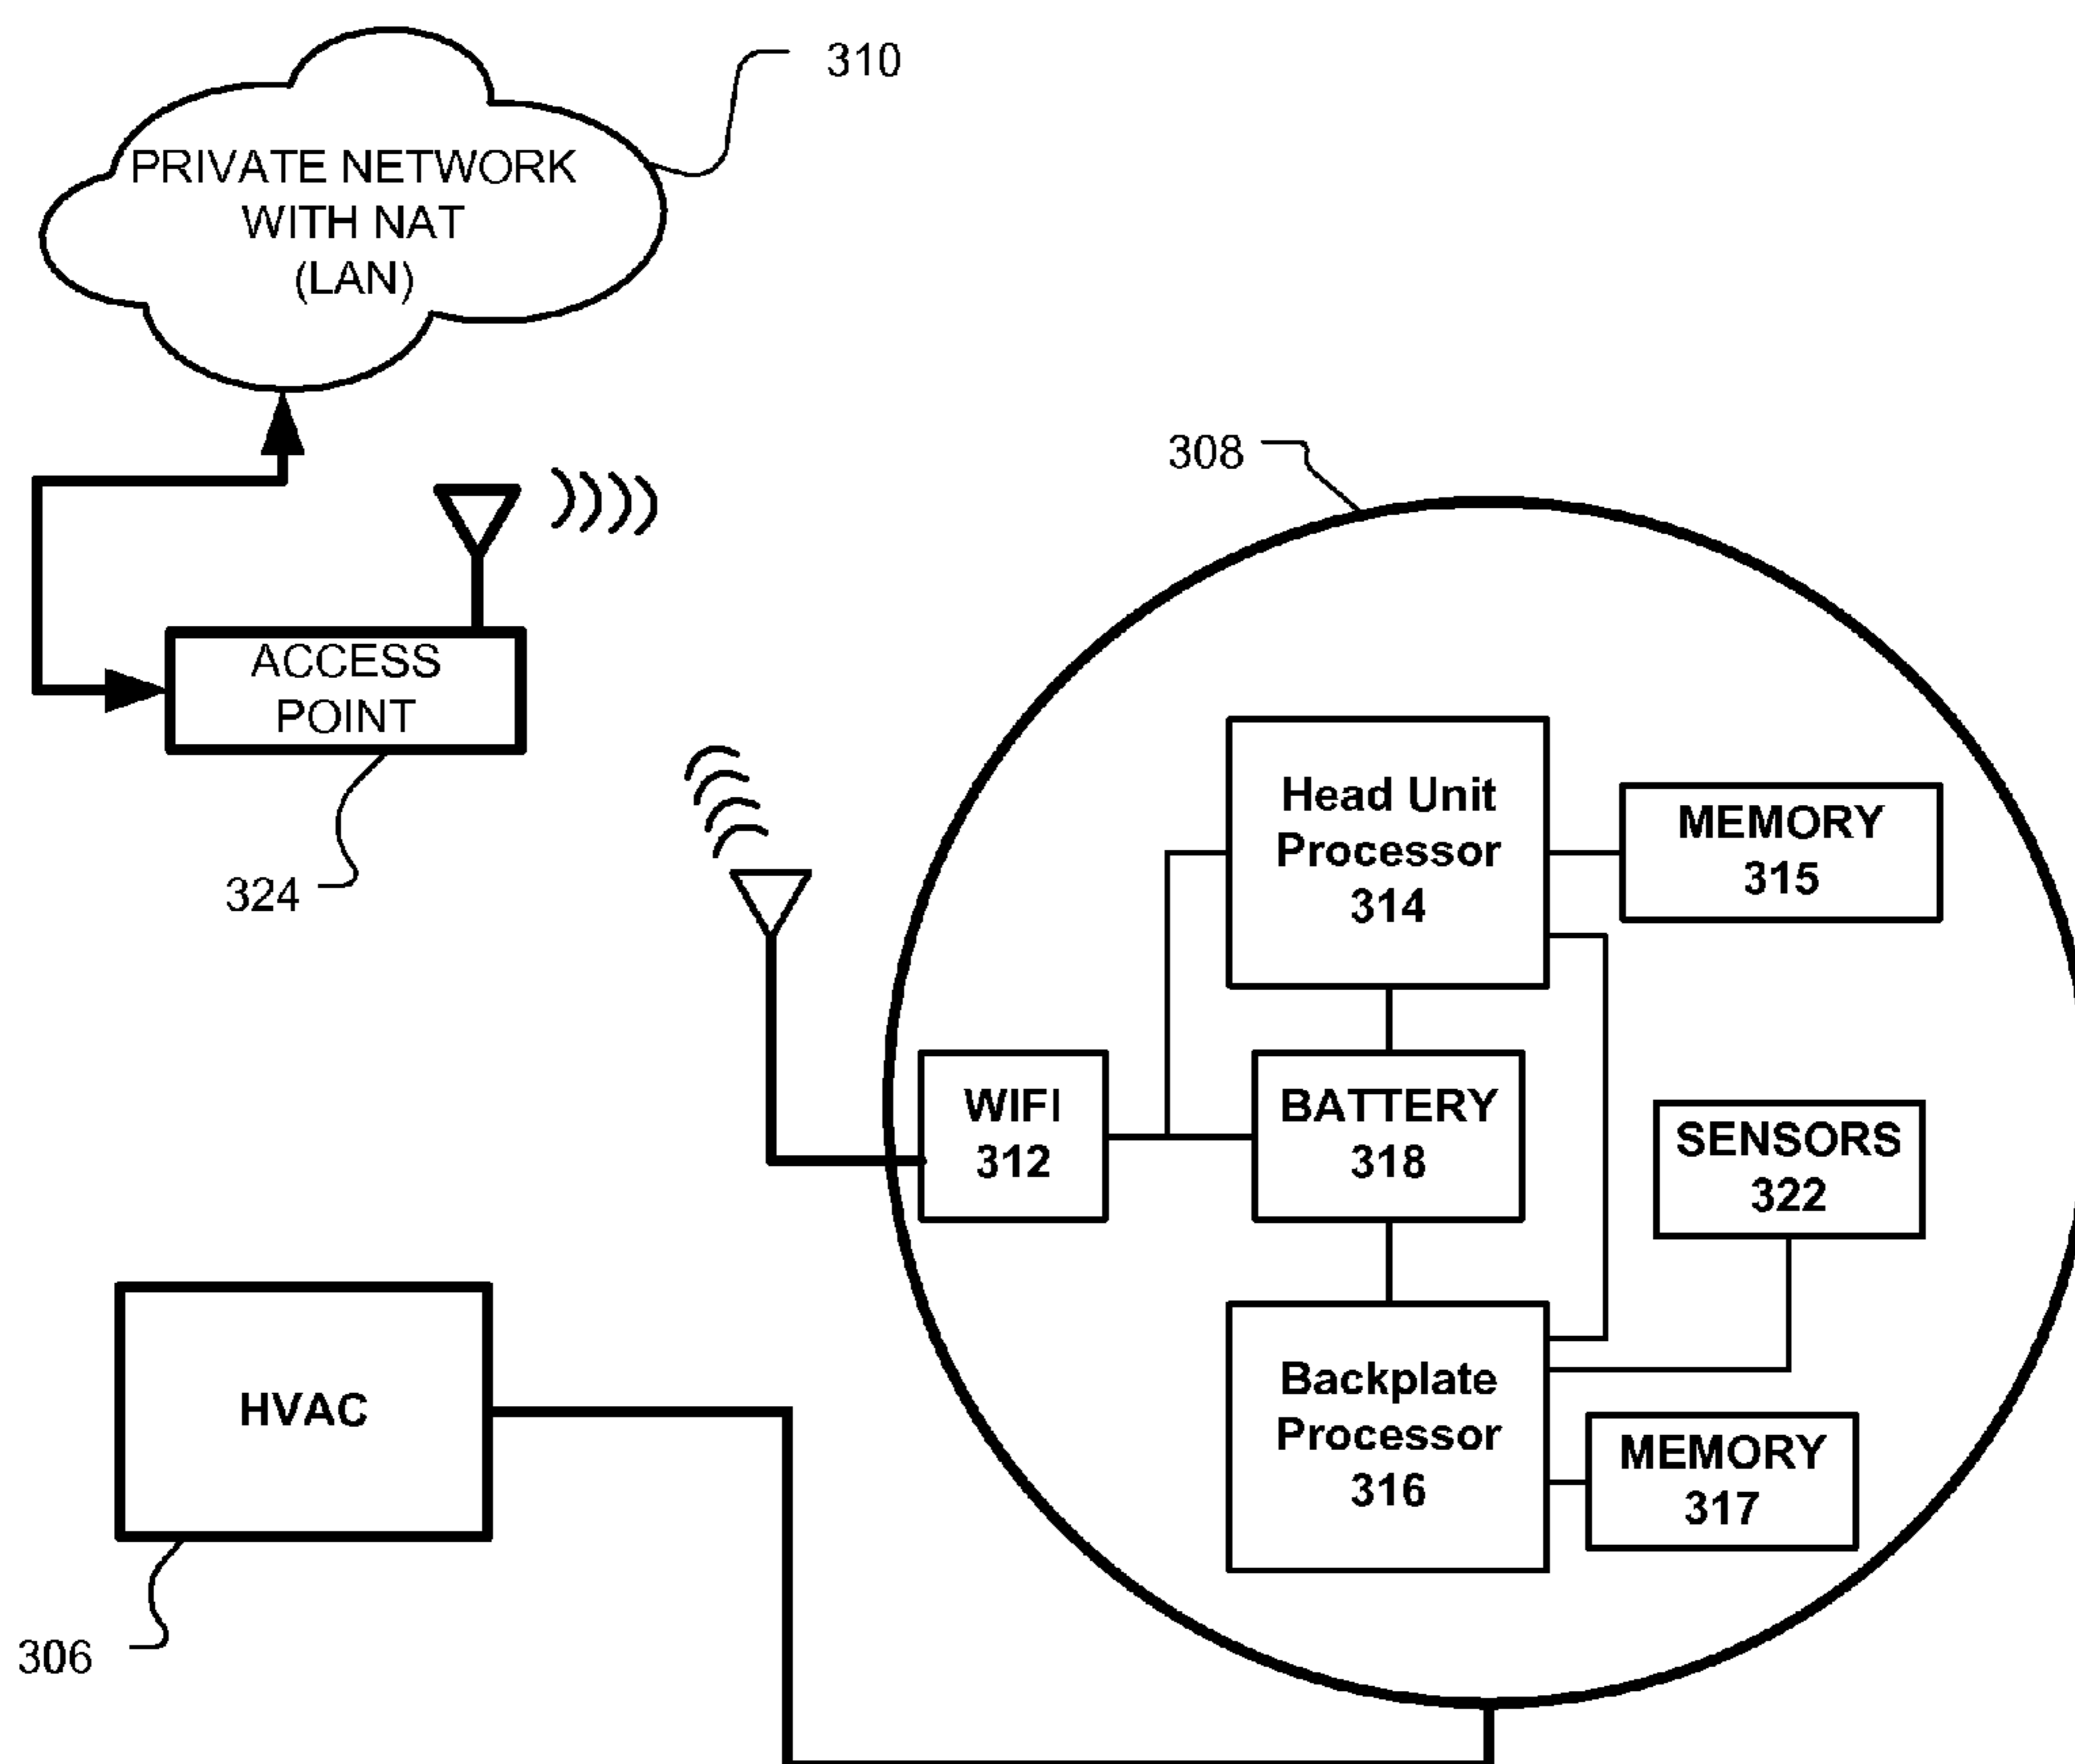 310
PRIVATE NETWORK
WITH NAT
(LAN)
308
ACCESS
POINT
324
Head Unit
Processor
314
MEMORY
315
WIFI
312
BATTERY
318
SENSORS
322
HVAC
306
Backplate
Processor
316
MEMORY
317